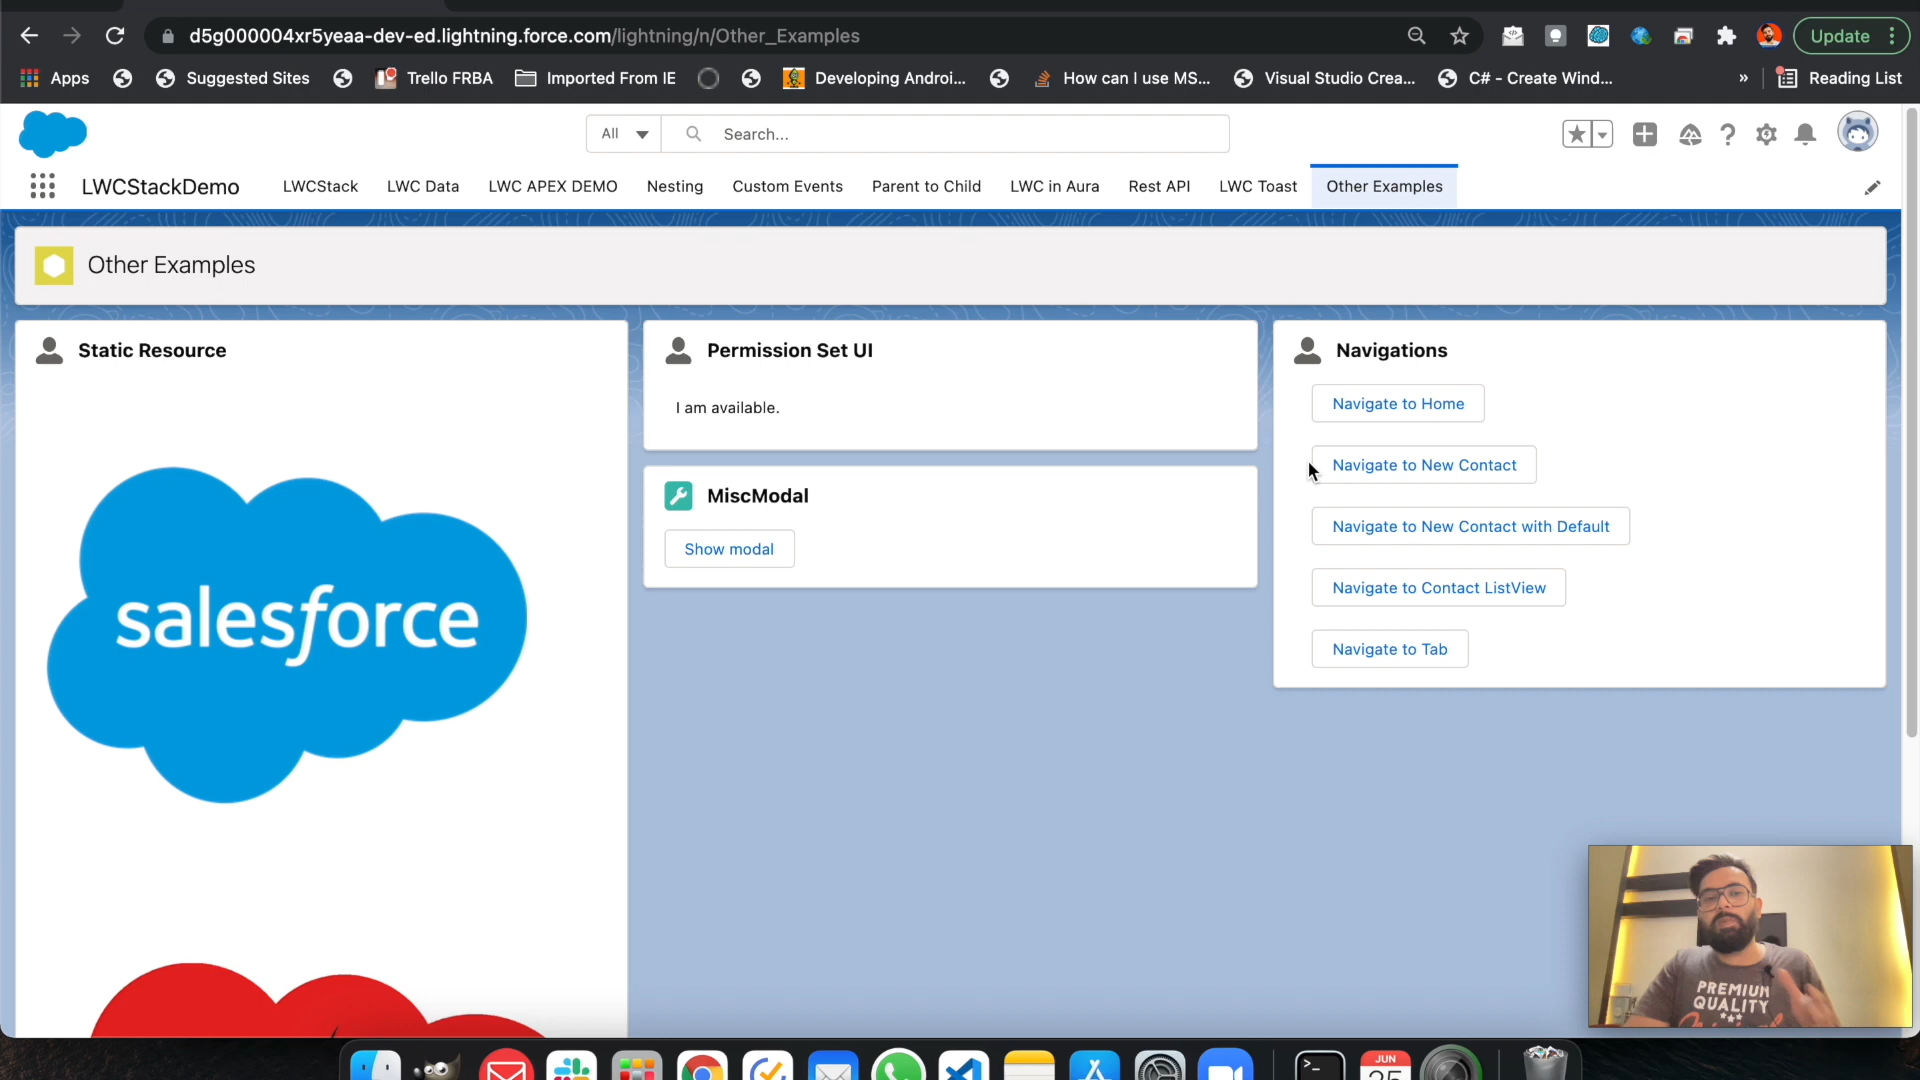 d5g000004xr5yeaa-dev-ed.lightning.force.com/lightning/n/Other_Examples
Update
Apps
Suggested Sites
Trello FRBA
Imported From IE
Developing Androi...
How can I use MS...
Visual Studio Crea...
C# - Create Wind...
»
Reading List
All
Search...
LWCStackDemo
LWCStack
LWC Data
LWC APEX DEMO
Nesting
Custom Events
Parent to Child
LWC in Aura
Rest API
LWC Toast
Other Examples
Other Examples
Static Resource
salesforce
Permission Set UI
I am available.
MiscModal
Show modal
Navigations
Navigate to Home
Navigate to New Contact
Navigate to New Contact with Default
Navigate to Contact ListView
Navigate to Tab
PREMIUM
QUALITY
JUN
25